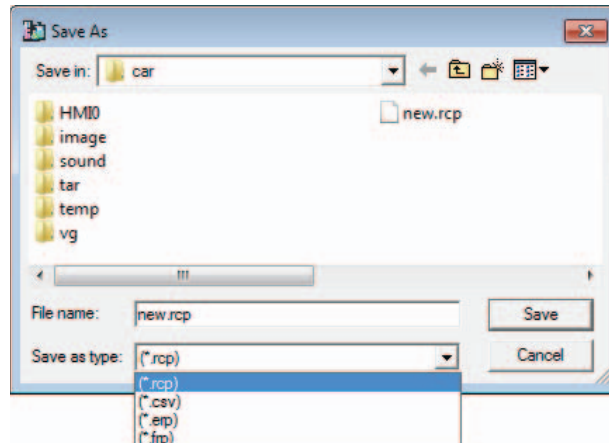 Save As
Save in: car
HMI0
image
sound
tar
temp
vg
new.rcp
File name: new.rcp
Save
Save as type: (*.rcp)
Cancel
(*.rcp)
(*.csv)
(*.erp)
(*.frp)